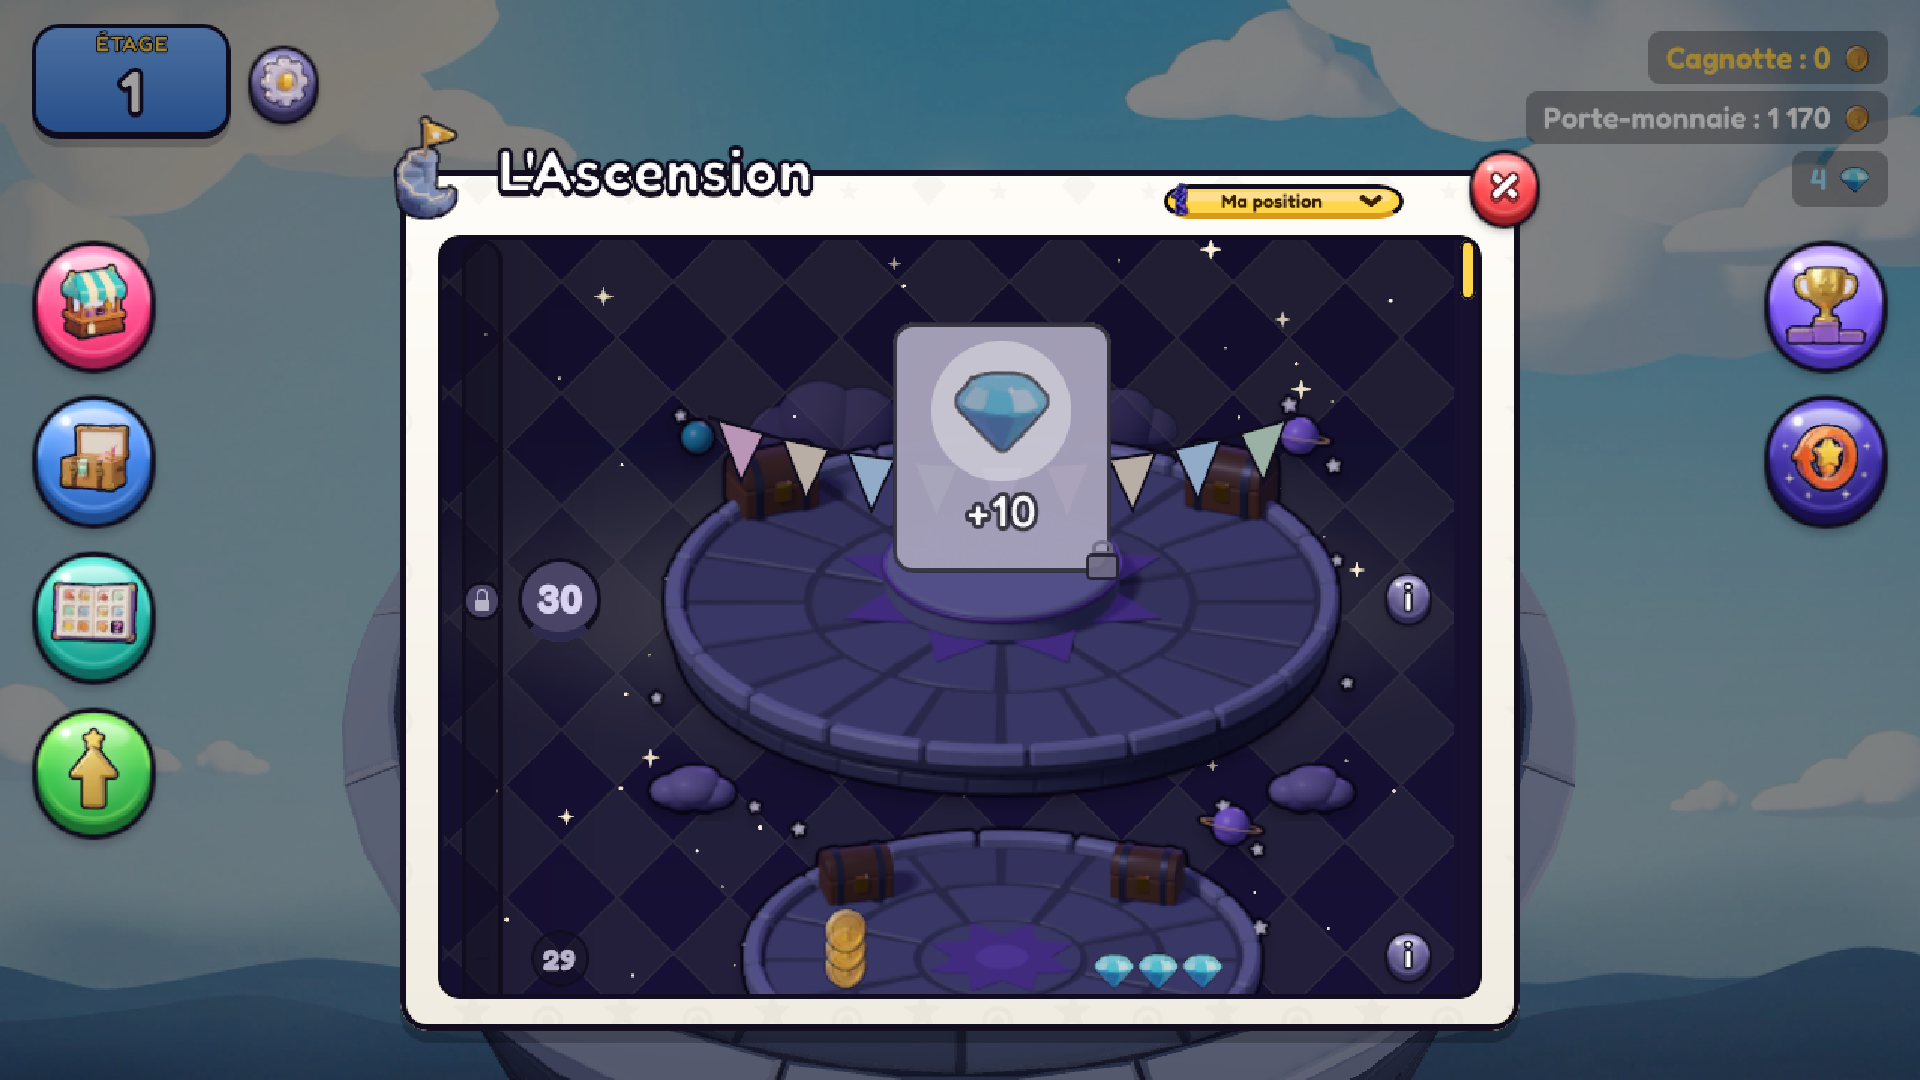 ÉTAGE
1
Cagnotte : 0
Porte-monnaie : 1 170
4
L'Ascension
Ma position
+10
30
i
29
i